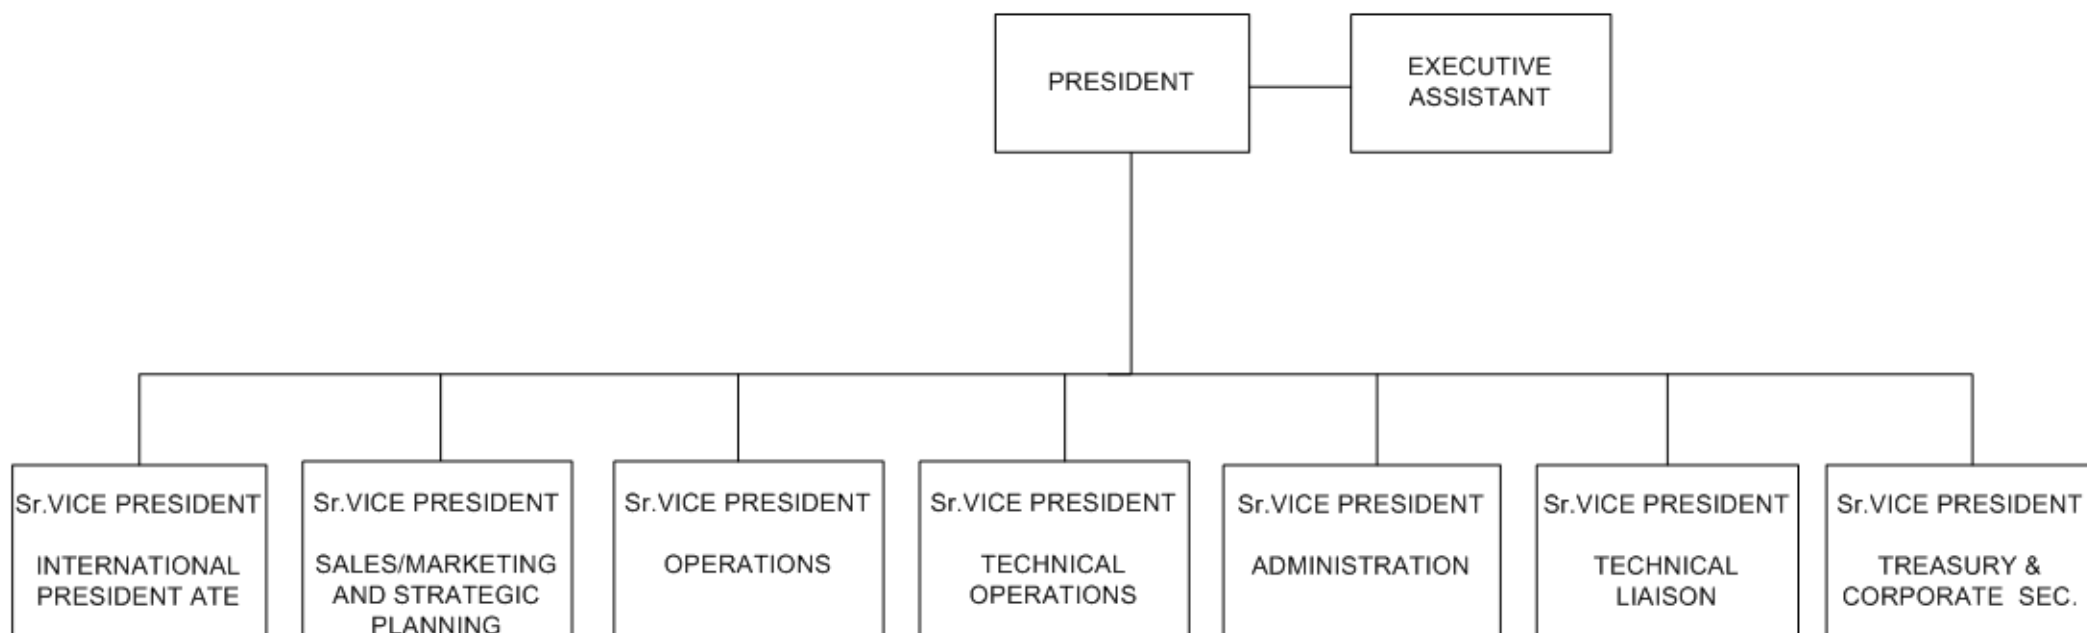 PRESIDENT
EXECUTIVE
ASSISTANT
Sr.VICE PRESIDENT
INTERNATIONAL
PRESIDENT ATE
Sr.VICE PRESIDENT
SALES/MARKETING
AND STRATEGIC
PLANNING
Sr.VICE PRESIDENT
OPERATIONS
Sr.VICE PRESIDENT
TECHNICAL
OPERATIONS
Sr.VICE PRESIDENT
ADMINISTRATION
Sr.VICE PRESIDENT
TECHNICAL
LIAISON
Sr.VICE PRESIDENT
TREASURY &
CORPORATE SEC.